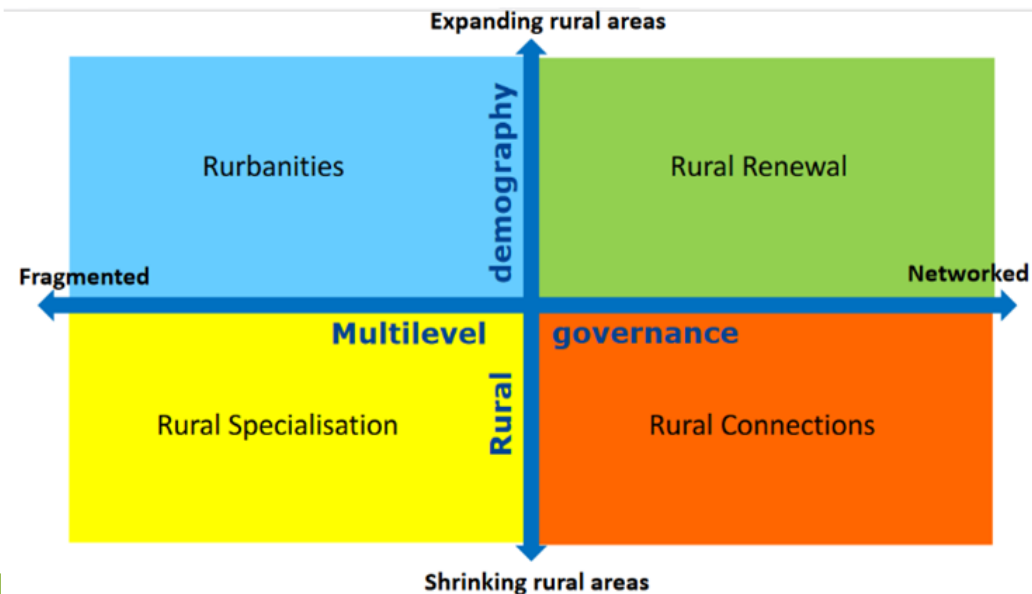 Expanding rural areas
demography
Rurbanities
Rural Renewal
Fragmented
Networked
Multilevel governance
Rural
Rural Specialisation
Rural Connections
Shrinking rural areas